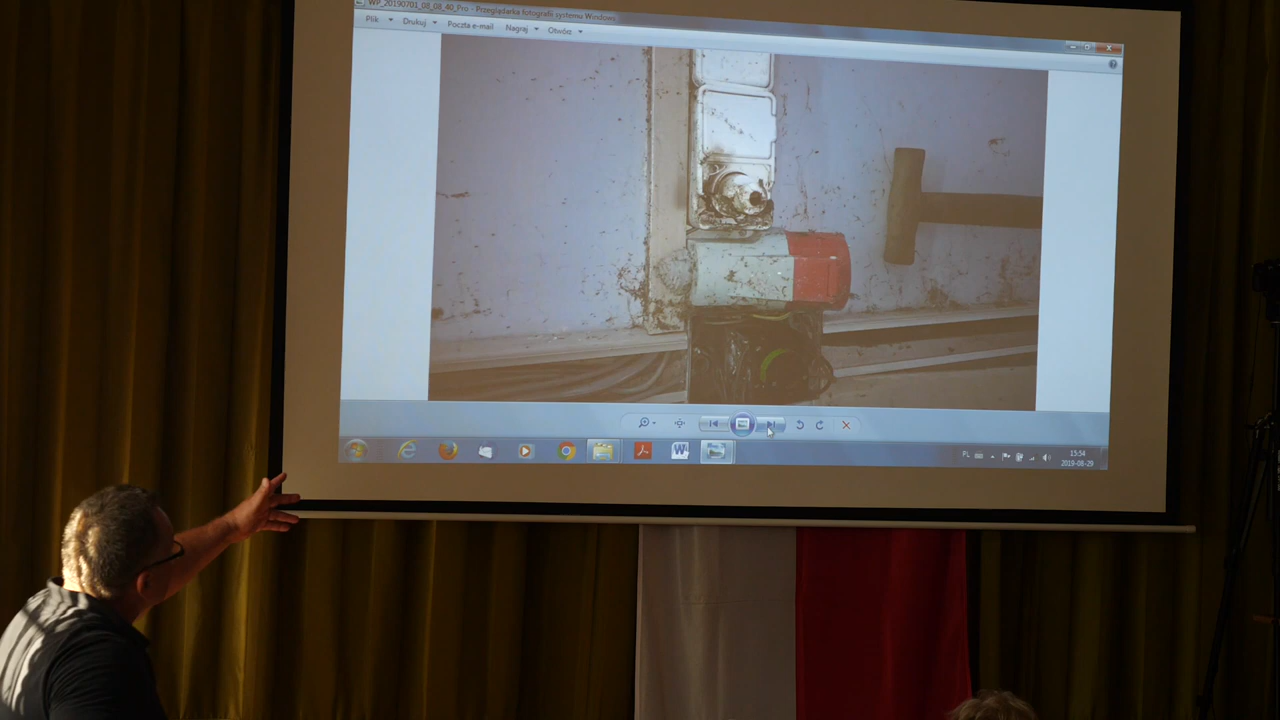 WP_20190701_08_08_40_Pro - Przeglądarka fotografii systemu Windows
Plik Drukuj Poczta e-mail Nagraj Otwórz
PL 15:54
2019-08-29